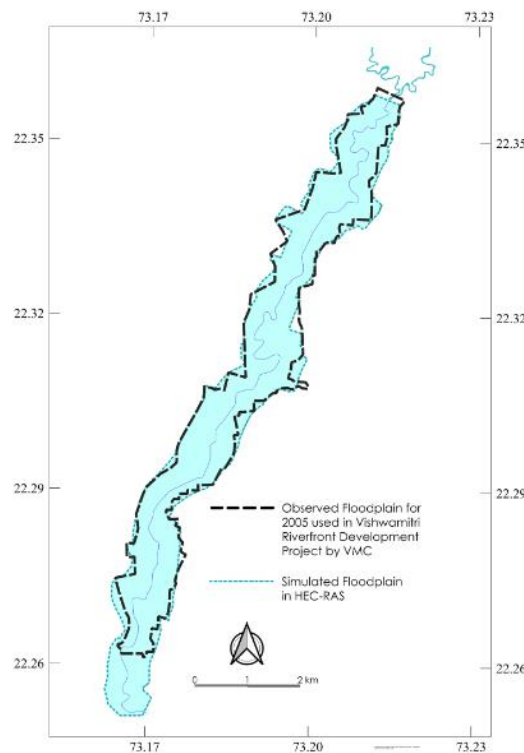 73.17 73.20 73.23
22.35 22.35
22.32 22.32
22.29 22.29
Observed Floodplain for
2005 used in Vishwamitri
Riverfront Development
Project by VMC
Simulated Floodplain
in HEC-RAS
22.26 22.26
0 1 2 km
73.17 73.20 73.23